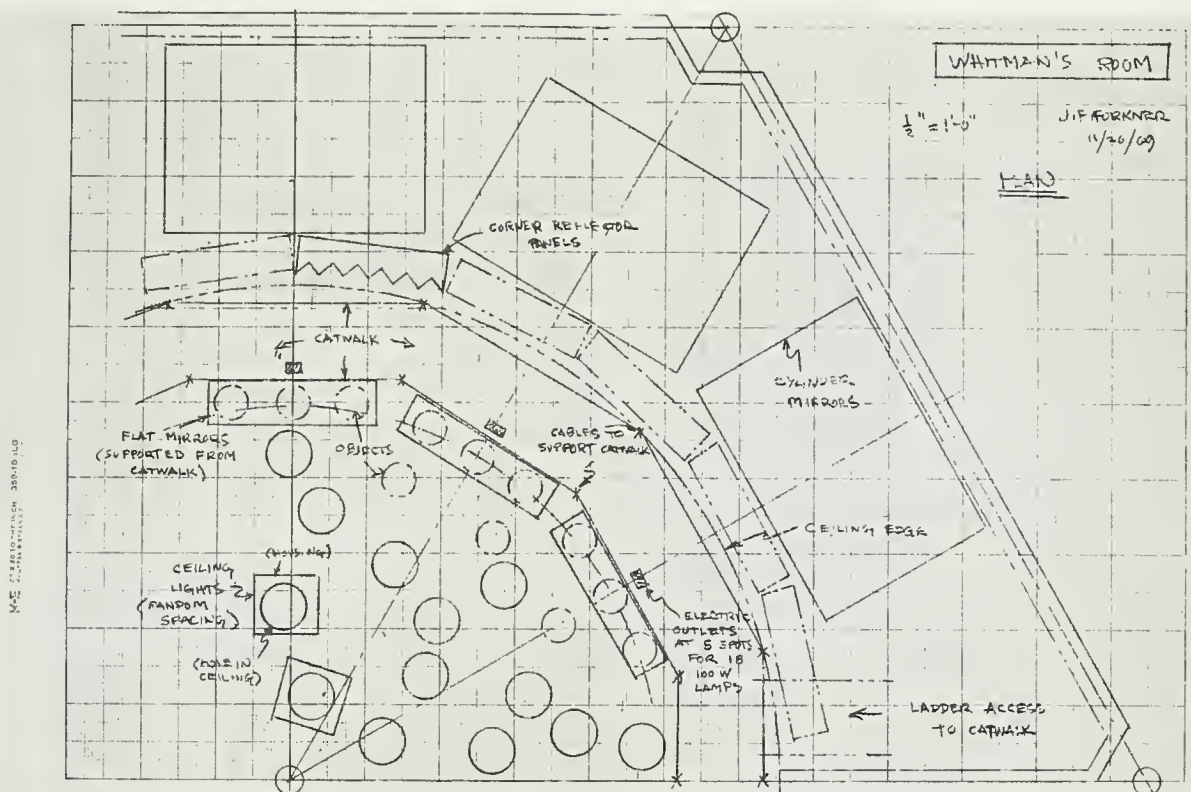 WHITMAN'S ROOM
½" = 1'-0"
J.F. FORKNER
11/20/69
PLAN
CORNER REFLECTOR
PANELS
CATWALK
CYLINDER
MIRRORS
FLAT MIRRORS
(SUPPORTED FROM
CATWALK)
OBJECTS
CABLES TO
SUPPORT CATWALK
CEILING EDGE
(HOUSING)
CEILING
LIGHTS
(RANDOM
SPACING)
(HOLE IN
CEILING)
ELECTRIC
OUTLETS
AT 5 SPOTS
FOR 18
100 W
LAMPS
LADDER ACCESS
TO CATWALK